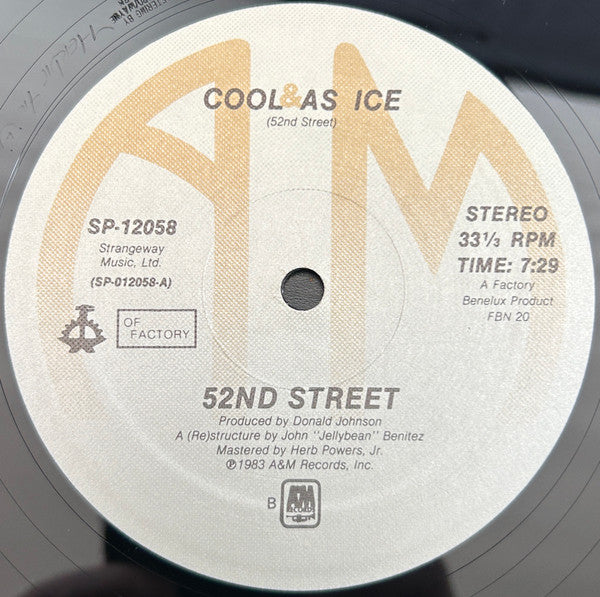 COOL & AS ICE
(52nd Street)
SP-12058
Strangeway
Music, Ltd.
(SP-012058-A)
OF
FACTORY
STEREO
33⅓ RPM
TIME: 7:29
A Factory
Benelux Product
FBN 20
52ND STREET
Produced by Donald Johnson
A (Re)structure by John "Jellybean" Benitez
Mastered by Herb Powers, Jr.
℗1983 A&M Records, Inc.
B
A&M
RECORDS